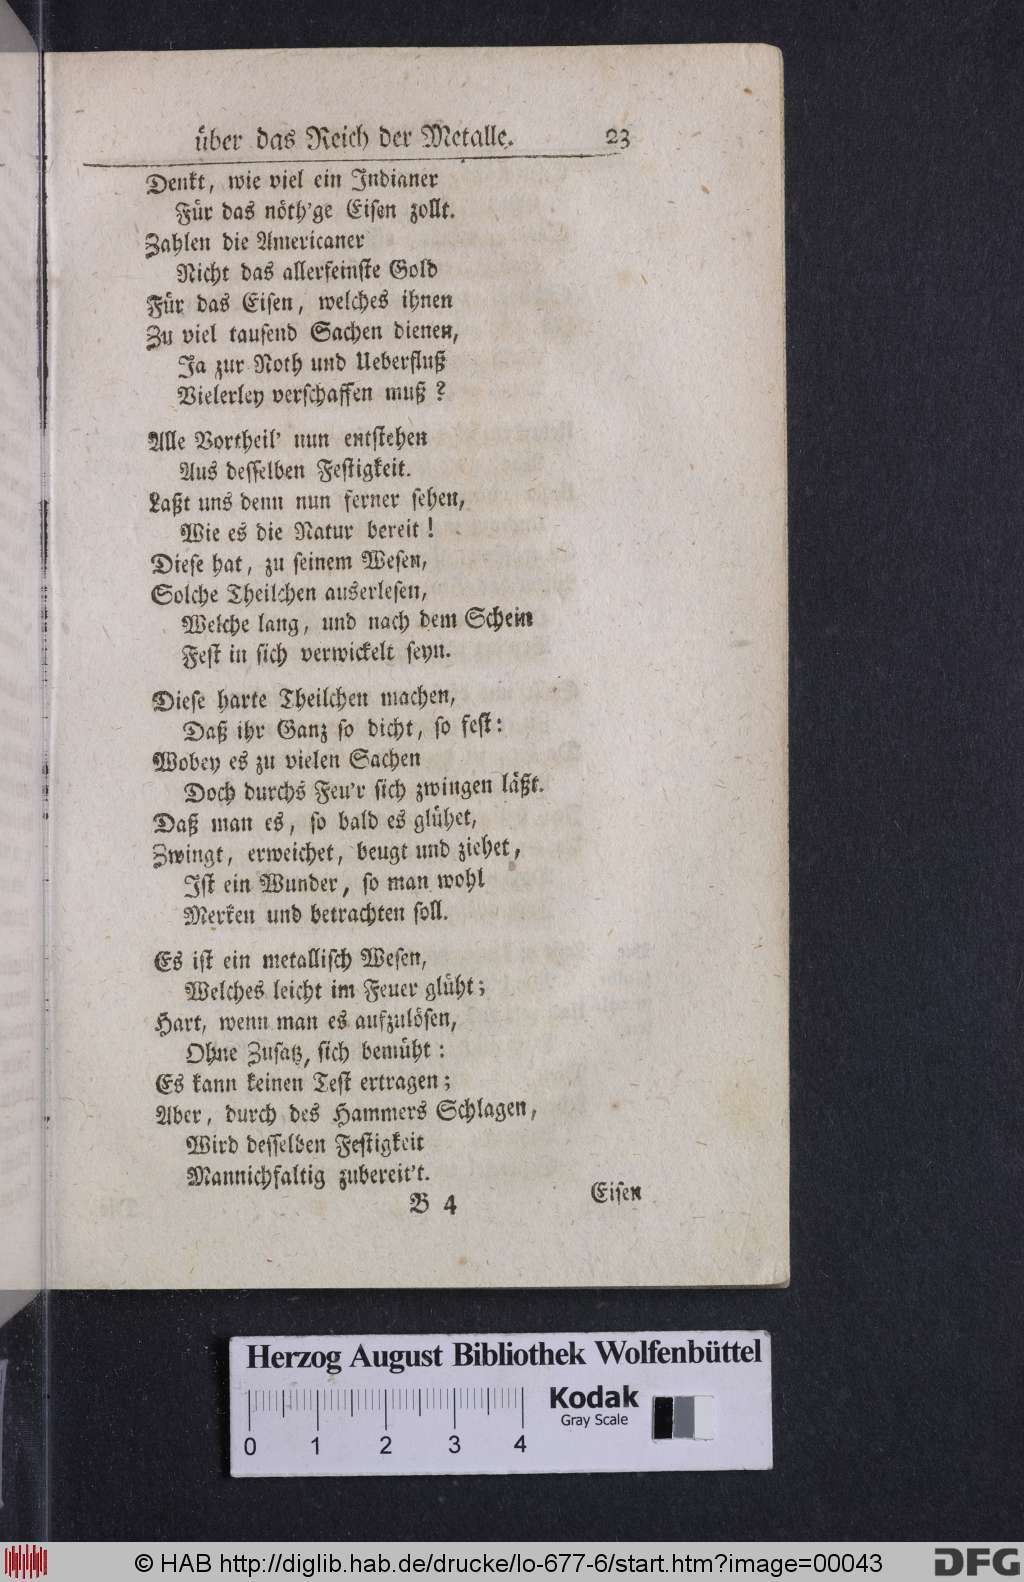 über das Reich der Metalle. 23
Denkt, wie viel ein Indianer
Für das nöth'ge Eisen zollt.
Zahlen die Americaner
Nicht das allerfeinste Gold
Für das Eisen, welches ihnen
Zu viel tausend Sachen dienen,
Ja zur Noth und Ueberfluß
Vielerley verschaffen muß?
Alle Vortheil' nun entstehen
Aus desselben Festigkeit.
Laßt uns denn nun ferner sehen,
Wie es die Natur bereit!
Diese hat, zu seinem Wesen,
Solche Theilchen auserlesen,
Welche lang, und nach dem Schein
Fest in sich verwickelt seyn.
Diese harte Theilchen machen,
Daß ihr Ganz so dicht, so fest:
Wobey es zu vielen Sachen
Doch durchs Feu'r sich zwingen läßt.
Daß man es, so bald es glühet,
Zwingt, erweichet, beugt und ziehet,
Ist ein Wunder, so man wohl
Merken und betrachten soll.
Es ist ein metallisch Wesen,
Welches leicht im Feuer glüht;
Hart, wenn man es aufzulösen,
Ohne Zusatz, sich bemüht:
Es kann keinen Test ertragen;
Aber, durch des Hammers Schlagen,
Wird desselben Festigkeit
Mannichfaltig zubereit't.
B 4 Eisen
Herzog August Bibliothek Wolfenbüttel
Kodak
Gray Scale
0 1 2 3 4
© HAB http://diglib.hab.de/drucke/lo-677-6/start.htm?image=00043
DFG